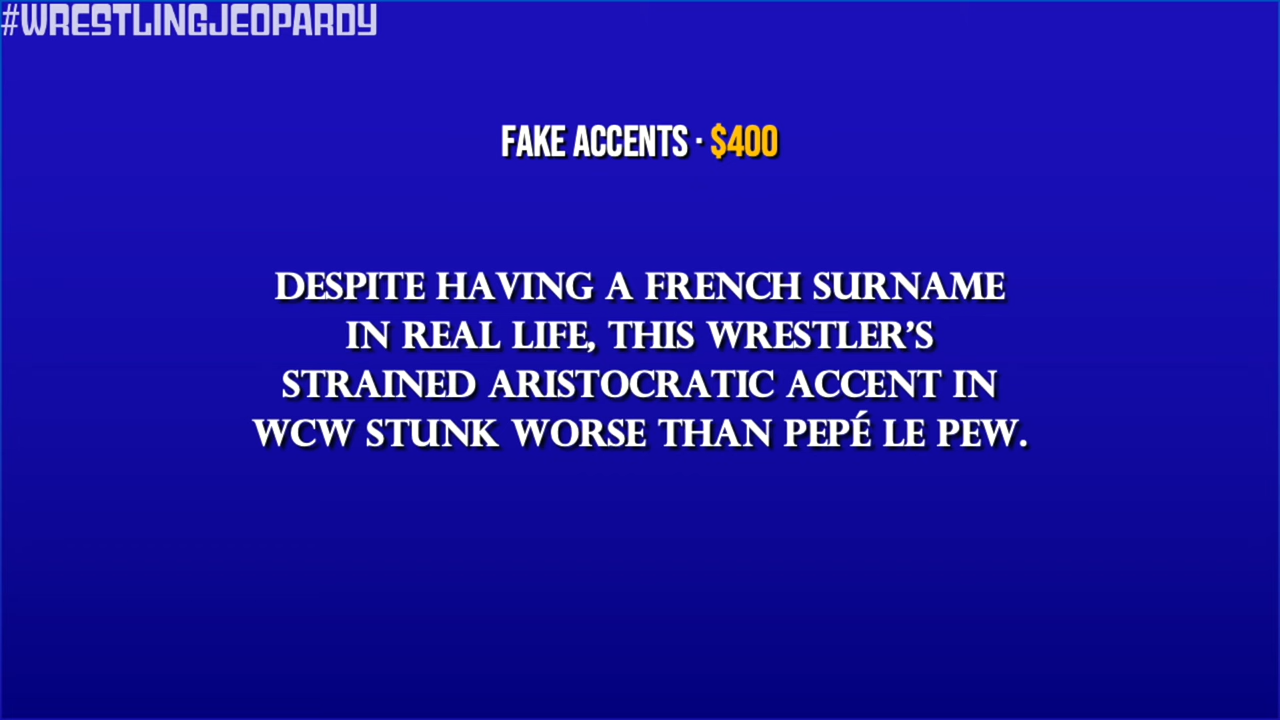 #WRESTLINGJEOPARDY
FAKE ACCENTS · $400
DESPITE HAVING A FRENCH SURNAME
IN REAL LIFE, THIS WRESTLER’S
STRAINED ARISTOCRATIC ACCENT IN
WCW STUNK WORSE THAN PEPÉ LE PEW.